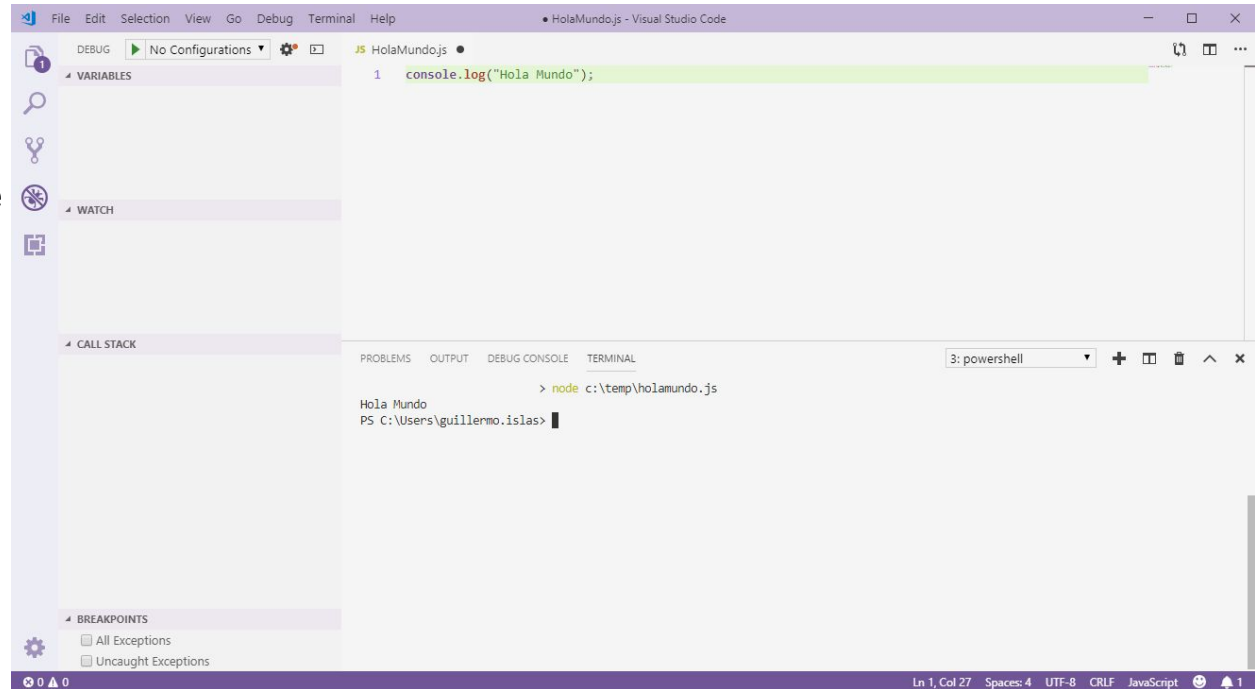 File Edit Selection View Go Debug Terminal Help
● HolaMundo.js - Visual Studio Code
DEBUG No Configurations
JS HolaMundo.js ●
1
VARIABLES
1 console.log("Hola Mundo");
WATCH
CALL STACK
PROBLEMS OUTPUT DEBUG CONSOLE TERMINAL
3: powershell
> node c:\temp\holamundo.js
Hola Mundo
PS C:\Users\guillermo.islas>
BREAKPOINTS
All Exceptions
Uncaught Exceptions
0 0
Ln 1, Col 27 Spaces: 4 UTF-8 CRLF JavaScript 1